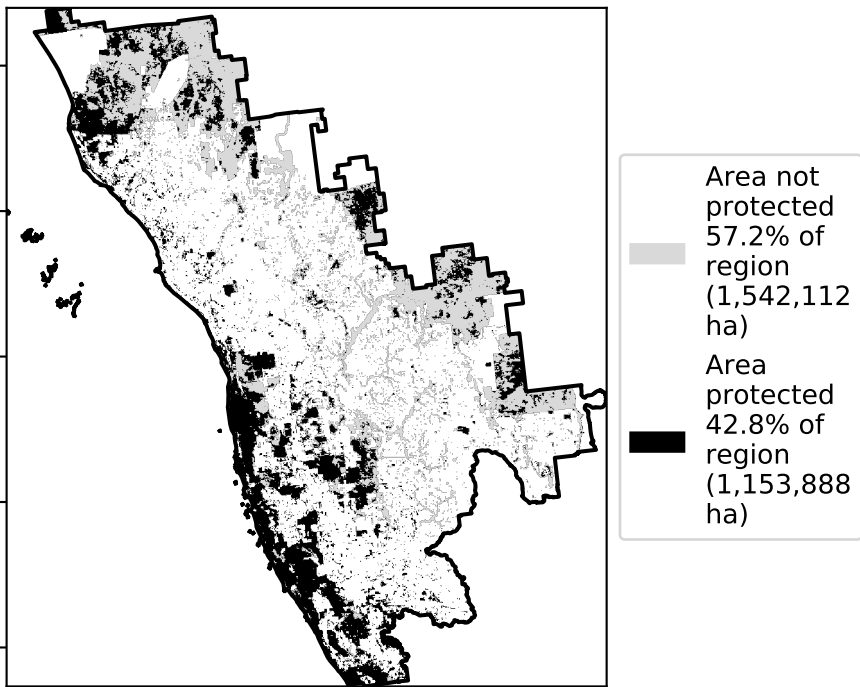 Area not
protected
57.2% of
region
(1,542,112
ha)
Area
protected
42.8% of
region
(1,153,888
ha)